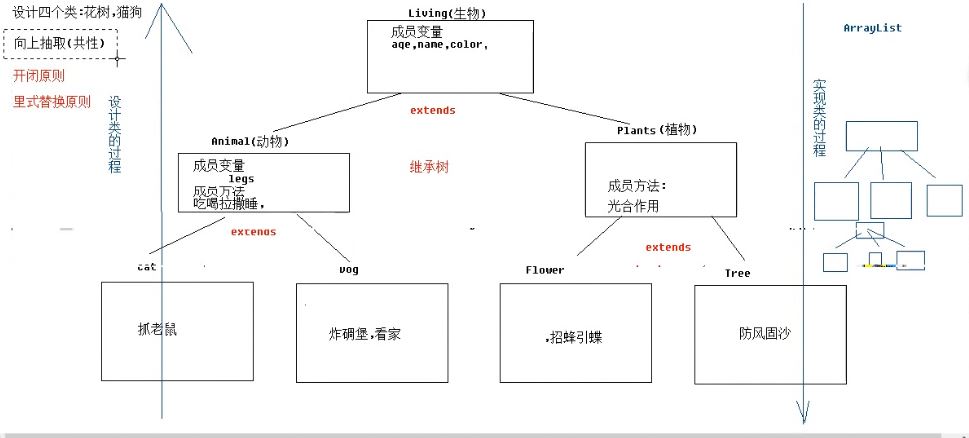 设计四个类:花树,猫狗
向上抽取(共性)
开闭原则
里式替换原则
设计类的过程
Living(生物)
成员变量
age,name,color,
extends
Animal(动物)
成员变量
legs
成员方法
吃喝拉撒睡,
继承树
Plants(植物)
成员方法:
光合作用
ArrayList
实现类的过程
extends
extends
Cat
抓老鼠
Dog
炸碉堡,看家
Flower
,招蜂引蝶
Tree
防风固沙